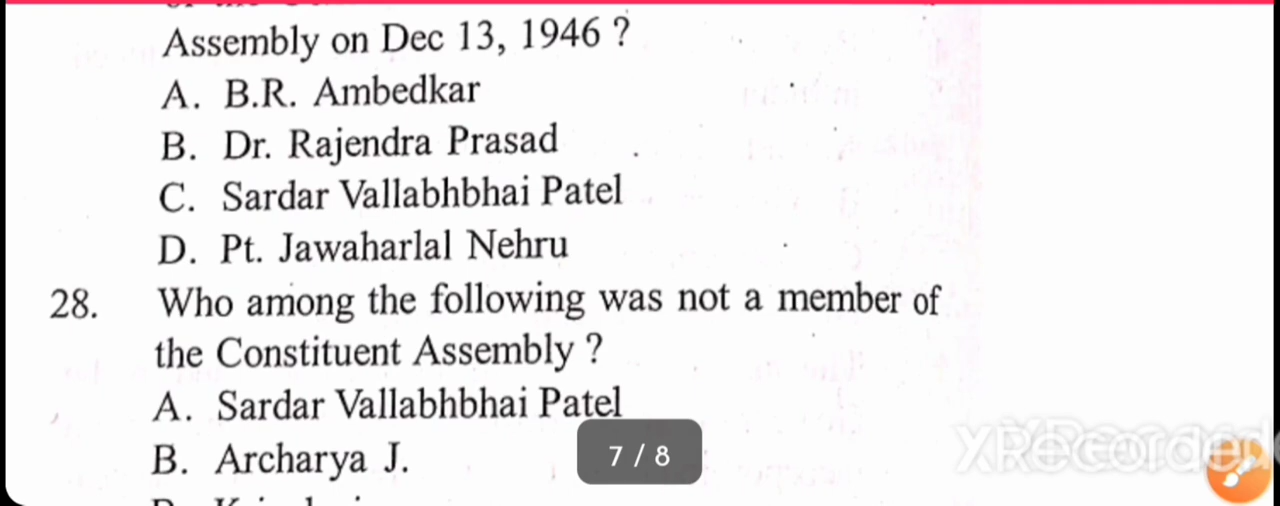 Assembly on Dec 13, 1946 ?
A. B.R. Ambedkar
B. Dr. Rajendra Prasad
C. Sardar Vallabhbhai Patel
D. Pt. Jawaharlal Nehru
28. Who among the following was not a member of
the Constituent Assembly ?
A. Sardar Vallabhbhai Patel
B. Archarya J.
7 / 8
XRecorder